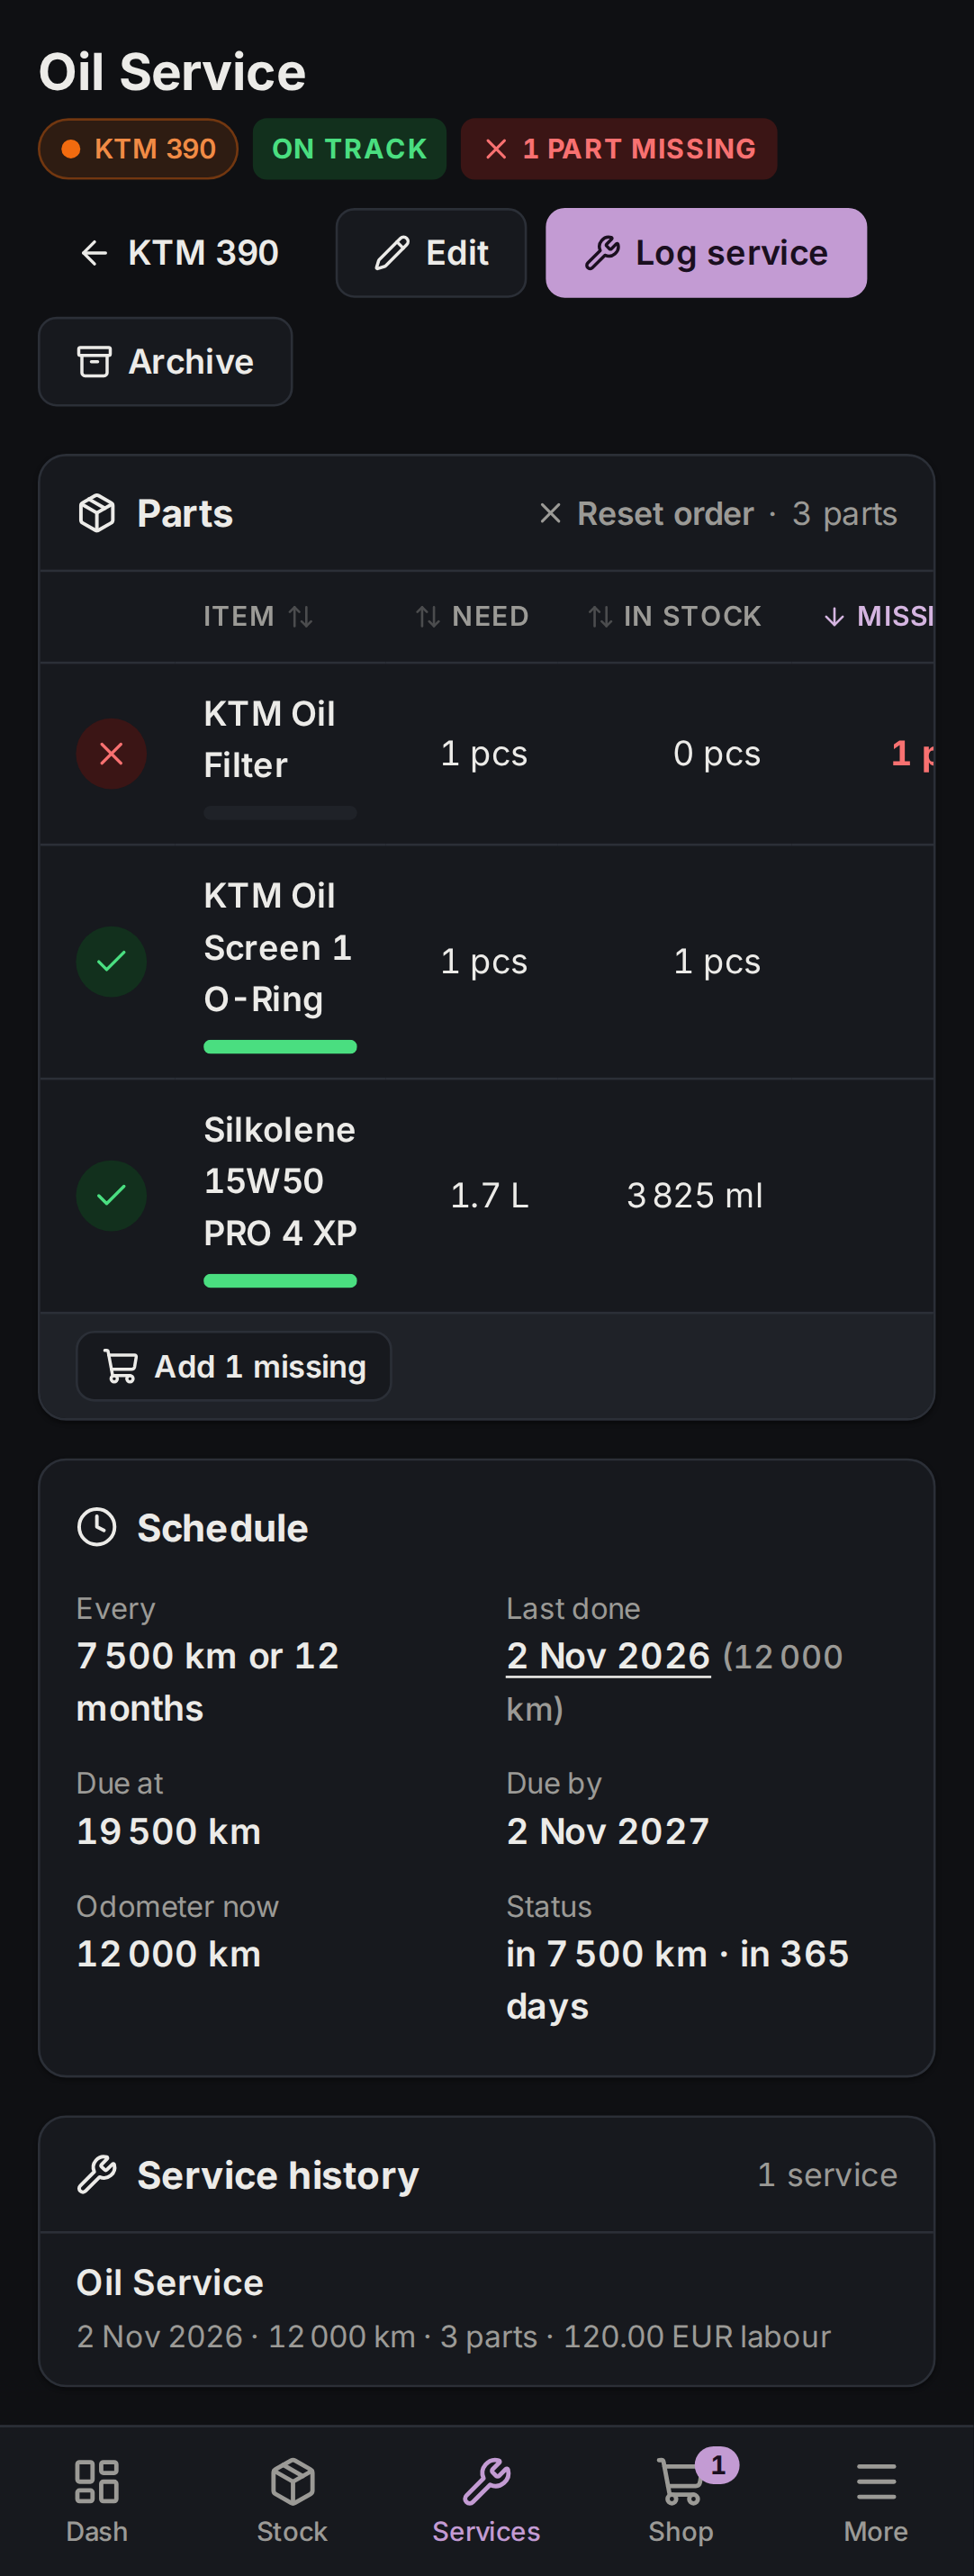 Oil Service
KTM 390
ON TRACK
1 PART MISSING
KTM 390
Edit
Log service
Archive
Parts
Reset order · 3 parts
ITEM
NEED
IN STOCK
MISSI
KTM Oil
Filter
1 pcs
0 pcs
1 p
KTM Oil
Screen 1
O-Ring
1 pcs
1 pcs
Silkolene
15W50
PRO 4 XP
1.7 L
3 825 ml
Add 1 missing
Schedule
Every
7 500 km or 12
months
Last done
2 Nov 2026 (12 000
km)
Due at
19 500 km
Due by
2 Nov 2027
Odometer now
12 000 km
Status
in 7 500 km · in 365
days
Service history
1 service
Oil Service
2 Nov 2026 · 12 000 km · 3 parts · 120.00 EUR labour
Dash
Stock
Services
1
Shop
More